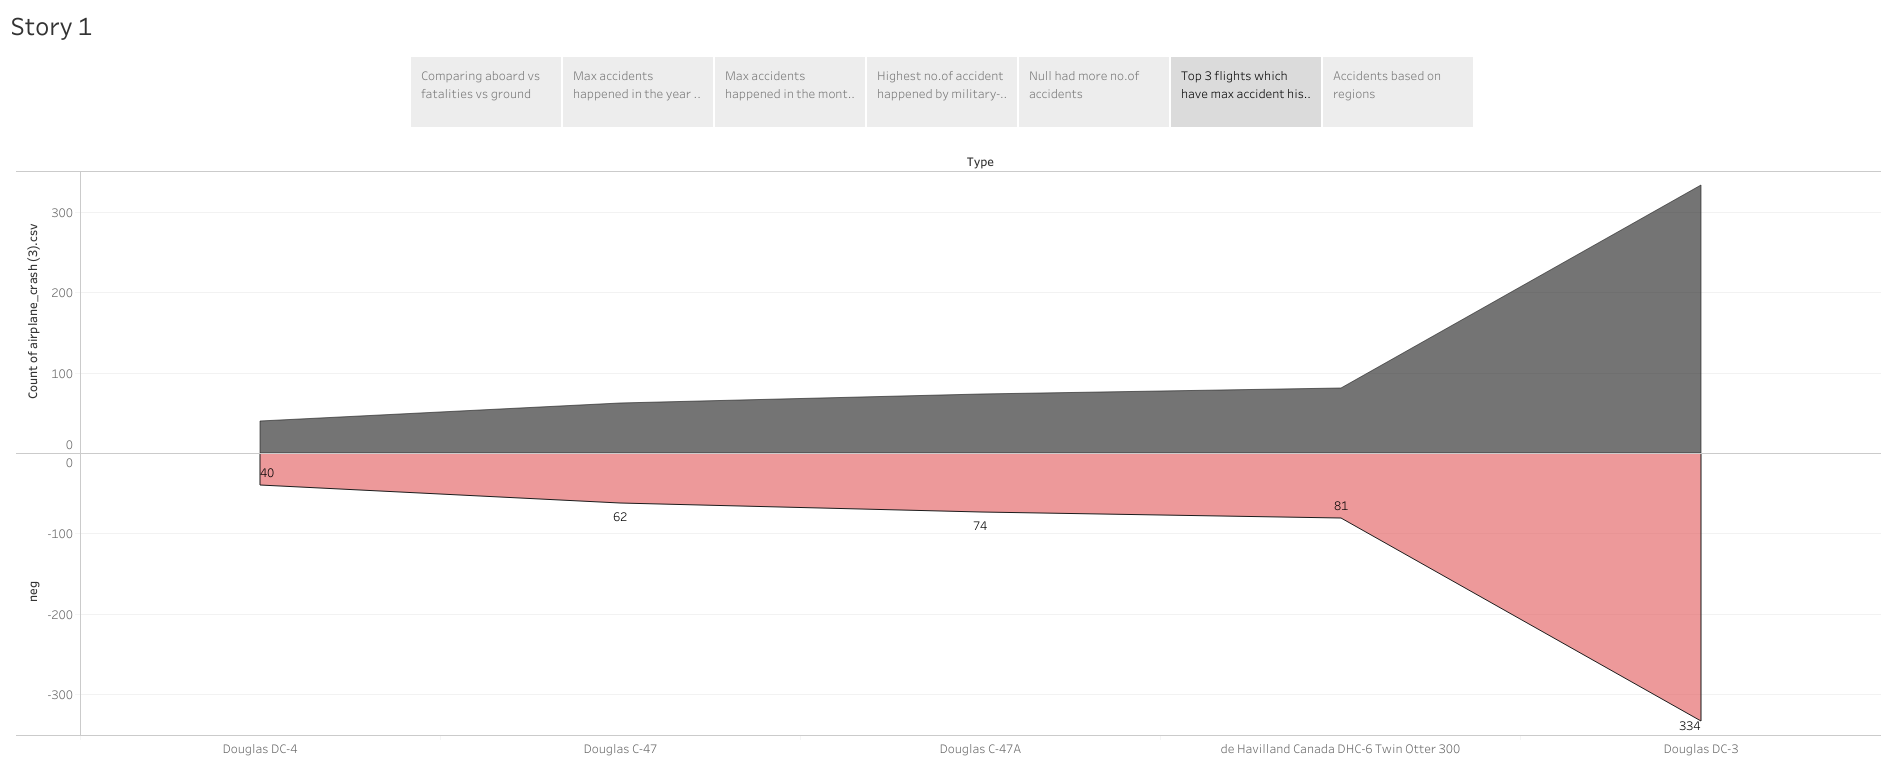 Story 1
Comparing aboard vs
fatalities vs ground
Max accidents
happened in the year ..
Max accidents
happened in the mont..
Highest no.of accident
happened by military-..
Null had more no.of
accidents
Top 3 flights which
have max accident his..
Accidents based on
regions
Type
Count of airplane_crash (3).csv
300
200
100
0
neg
0
-100
-200
-300
40
62
74
81
334
Douglas DC-4
Douglas C-47
Douglas C-47A
de Havilland Canada DHC-6 Twin Otter 300
Douglas DC-3